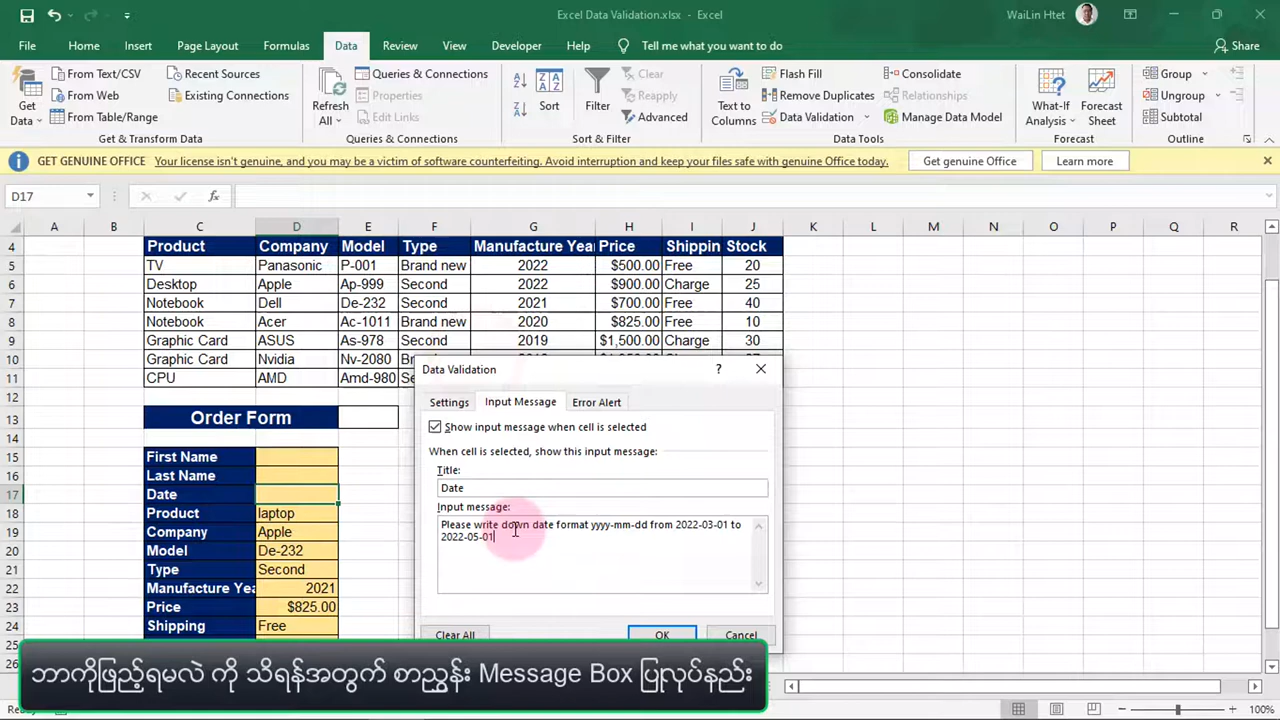 Excel Data Validation.xlsx - Excel
WaiLin Htet
File Home Insert Page Layout Formulas Data Review View Developer Help Tell me what you want to do Share
Get Data
From Text/CSV
From Web
From Table/Range
Recent Sources
Existing Connections
Get & Transform Data
Refresh All
Queries & Connections
Properties
Edit Links
Queries & Connections
Sort
Filter
Clear
Reapply
Advanced
Sort & Filter
Text to Columns
Flash Fill
Remove Duplicates
Data Validation
Consolidate
Relationships
Manage Data Model
Data Tools
What-If Analysis
Forecast Sheet
Forecast
Group
Ungroup
Subtotal
Outline
GET GENUINE OFFICE Your license isn't genuine, and you may be a victim of software counterfeiting. Avoid interruption and keep your files safe with genuine Office today. Get genuine Office Learn more
D17 fx
A B C D E F G H I J K L M N O P Q R
4 Product Company Model Type Manufacture Yea Price Shippin Stock
5 TV Panasonic P-001 Brand new 2022 $500.00 Free 20
6 Desktop Apple Ap-999 Second 2022 $900.00 Charge 25
7 Notebook Dell De-232 Second 2021 $700.00 Free 40
8 Notebook Acer Ac-1011 Brand new 2020 $825.00 Free 10
9 Graphic Card ASUS As-978 Second 2019 $1,500.00 Charge 30
10 Graphic Card Nvidia Nv-2080
11 CPU AMD Amd-980
12
13 Order Form
14
15 First Name
16 Last Name
17 Date
18 Product laptop
19 Company Apple
20 Model De-232
21 Type Second
22 Manufacture Yea 2021
23 Price $825.00
24 Shipping Free
25
26
Data Validation ?
Settings Input Message Error Alert
Show input message when cell is selected
When cell is selected, show this input message:
Title:
Date
Input message:
Please write down date format yyyy-mm-dd from 2022-03-01 to
2022-05-01
Clear All OK Cancel
ဘာကိုဖြည့်ရမလဲ ကို သိရန်အတွက် စာညွှန်း Message Box ပြုလုပ်နည်း
100%